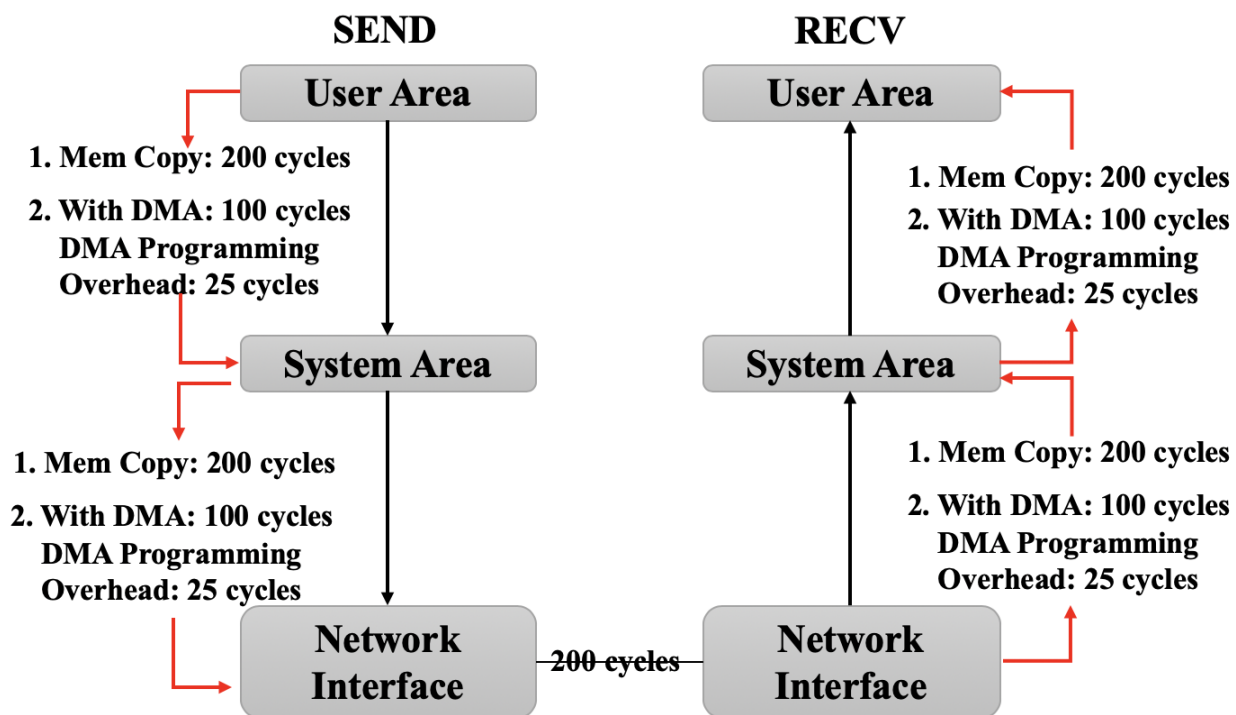 SEND
User Area
1. Mem Copy: 200 cycles
2. With DMA: 100 cycles
DMA Programming
Overhead: 25 cycles
System Area
1. Mem Copy: 200 cycles
2. With DMA: 100 cycles
DMA Programming
Overhead: 25 cycles
Network
Interface
200 cycles
RECV
User Area
1. Mem Copy: 200 cycles
2. With DMA: 100 cycles
DMA Programming
Overhead: 25 cycles
System Area
1. Mem Copy: 200 cycles
2. With DMA: 100 cycles
DMA Programming
Overhead: 25 cycles
Network
Interface